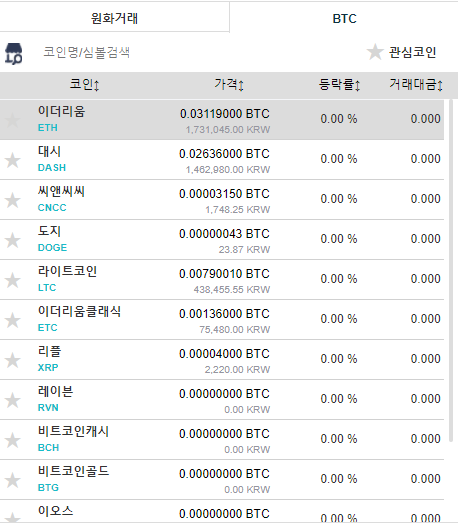 원화거래 BTC
코인명/심볼검색 관심코인
코인↕ 가격↕ 등락률↕ 거래대금↕
이더리움 0.03119000 BTC 0.00 % 0.000
ETH 1,731,045.00 KRW
대시 0.02636000 BTC 0.00 % 0.000
DASH 1,462,980.00 KRW
씨앤씨씨 0.00003150 BTC 0.00 % 0.000
CNCC 1,748.25 KRW
도지 0.00000043 BTC 0.00 % 0.000
DOGE 23.87 KRW
라이트코인 0.00790010 BTC 0.00 % 0.000
LTC 438,455.55 KRW
이더리움클래식 0.00136000 BTC 0.00 % 0.000
ETC 75,480.00 KRW
리플 0.00004000 BTC 0.00 % 0.000
XRP 2,220.00 KRW
레이븐 0.00000000 BTC 0.00 % 0.000
RVN 0.00 KRW
비트코인캐시 0.00000000 BTC 0.00 % 0.000
BCH 0.00 KRW
비트코인골드 0.00000000 BTC 0.00 % 0.000
BTG 0.00 KRW
이오스 0.00000000 BTC 0.00 % 0.000